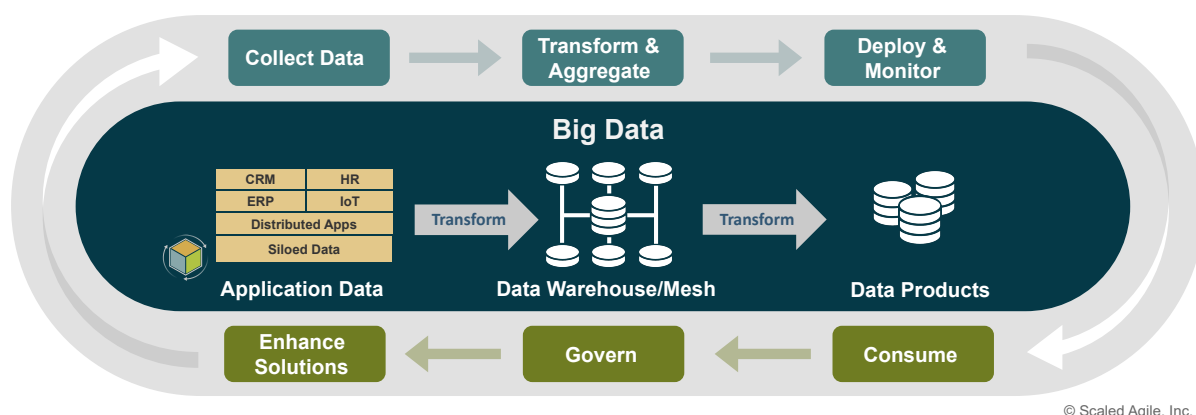 Collect Data
Transform &
Aggregate
Deploy &
Monitor
Big Data
CRM
HR
ERP
IoT
Distributed Apps
Siloed Data
Transform
Transform
Application Data
Data Warehouse/Mesh
Data Products
Enhance
Solutions
Govern
Consume
© Scaled Agile, Inc.